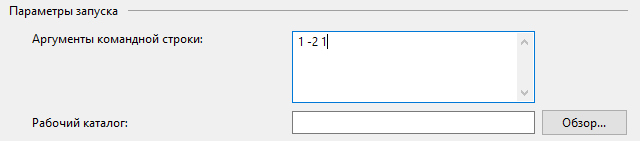 Параметры запуска
Аргументы командной строки:
1 -2 1
Рабочий каталог:
Обзор...